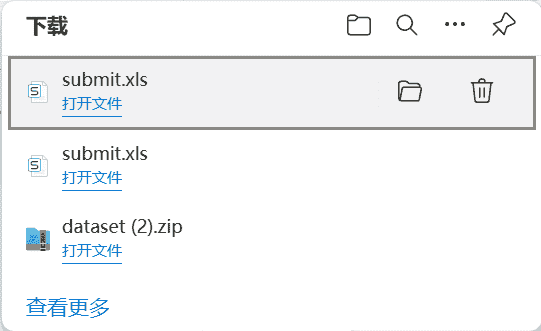 下载
submit.xls
打开文件
submit.xls
打开文件
dataset (2).zip
打开文件
查看更多